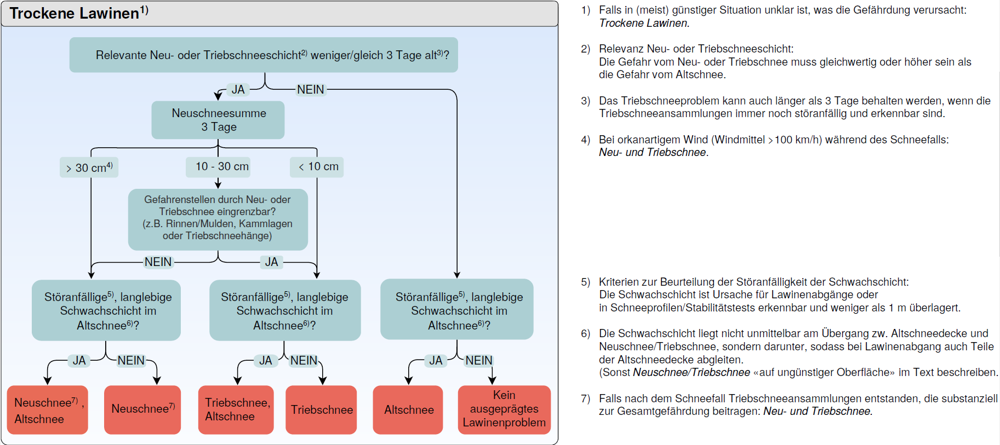 Trockene Lawinen1)
Relevante Neu- oder Triebschneeschicht2) weniger/gleich 3 Tage alt3)?
JA
NEIN
Neuschneesumme
3 Tage
> 30 cm4)
10 - 30 cm
< 10 cm
Gefahrenstellen durch Neu- oder
Triebschnee eingrenzbar?
(z.B. Rinnen/Mulden, Kammlagen
oder Triebschneehänge)
NEIN
JA
Störanfällige5), langlebige
Schwachschicht im
Altschnee6)?
Störanfällige5), langlebige
Schwachschicht im
Altschnee6)?
Störanfällige5), langlebige
Schwachschicht im
Altschnee6)?
JA
NEIN
JA
NEIN
JA
NEIN
Neuschnee7) ,
Altschnee
Neuschnee7)
Triebschnee,
Altschnee
Triebschnee
Altschnee
Kein
ausgeprägtes
Lawinenproblem
1) Falls in (meist) günstiger Situation unklar ist, was die Gefährdung verursacht:
Trockene Lawinen.
2) Relevanz Neu- oder Triebschneeschicht:
Die Gefahr vom Neu- oder Triebschnee muss gleichwertig oder höher sein als
die Gefahr vom Altschnee.
3) Das Triebschneeproblem kann auch länger als 3 Tage behalten werden, wenn die
Triebschneeansammlungen immer noch störanfällig und erkennbar sind.
4) Bei orkanartigem Wind (Windmittel >100 km/h) während des Schneefalls:
Neu- und Triebschnee.
5) Kriterien zur Beurteilung der Störanfälligkeit der Schwachschicht:
Die Schwachschicht ist Ursache für Lawinenabgänge oder
in Schneeprofilen/Stabilitätstests erkennbar und weniger als 1 m überlagert.
6) Die Schwachschicht liegt nicht unmittelbar am Übergang zw. Altschneedecke und
Neuschnee/Triebschnee, sondern darunter, sodass bei Lawinenabgang auch Teile
der Altschneedecke abgleiten.
(Sonst Neuschnee/Triebschnee «auf ungünstiger Oberfläche» im Text beschreiben.
7) Falls nach dem Schneefall Triebschneeansammlungen entstanden, die substanziell
zur Gesamtgefährdung beitragen: Neu- und Triebschnee.